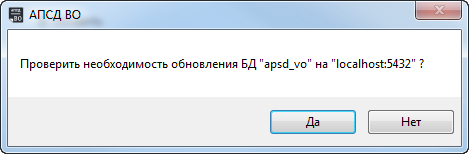 АПСД ВО
Проверить необходимость обновления БД "apsd_vo" на "localhost:5432" ?
Да
Нет